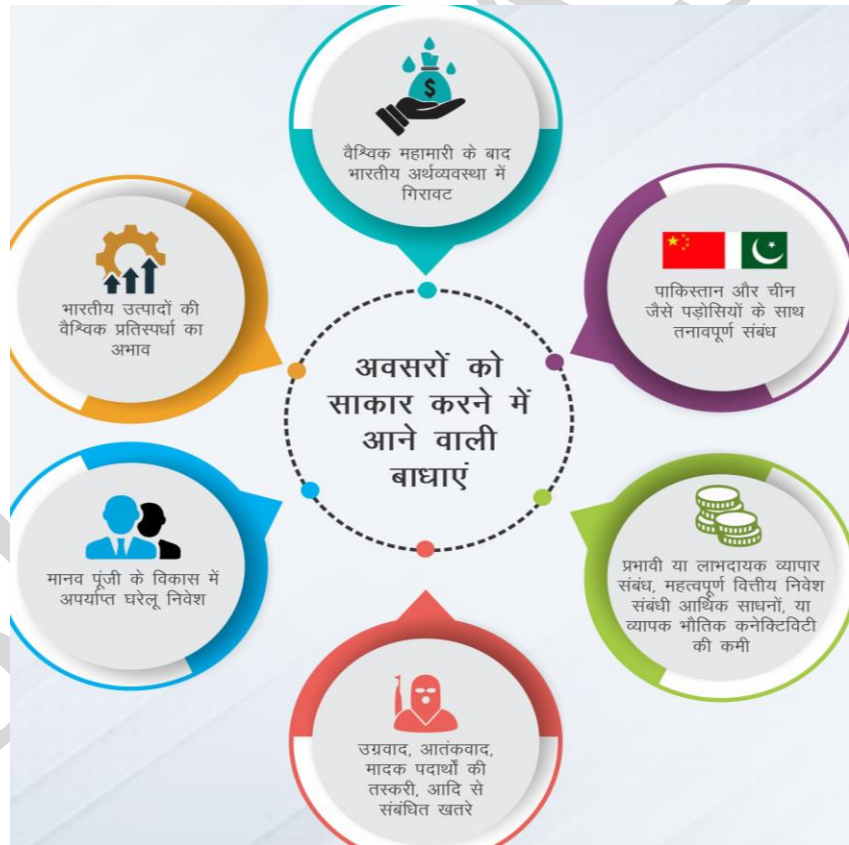 वैश्विक महामारी के बाद
भारतीय अर्थव्यवस्था में
गिरावट
पाकिस्तान और चीन
जैसे पड़ोसियों के साथ
तनावपूर्ण संबंध
प्रभावी या लाभदायक व्यापार
संबंध, महत्वपूर्ण वित्तीय निवेश
संबंधी आर्थिक साधनों, या
व्यापक भौतिक कनेक्टिविटी
की कमी
उग्रवाद, आतंकवाद,
मादक पदार्थों की
तस्करी, आदि से
संबंधित खतरे
मानव पूंजी के विकास में
अपर्याप्त घरेलू निवेश
भारतीय उत्पादों की
वैश्विक प्रतिस्पर्धा का
अभाव
अवसरों को
साकार करने में
आने वाली
बाधाएं
$